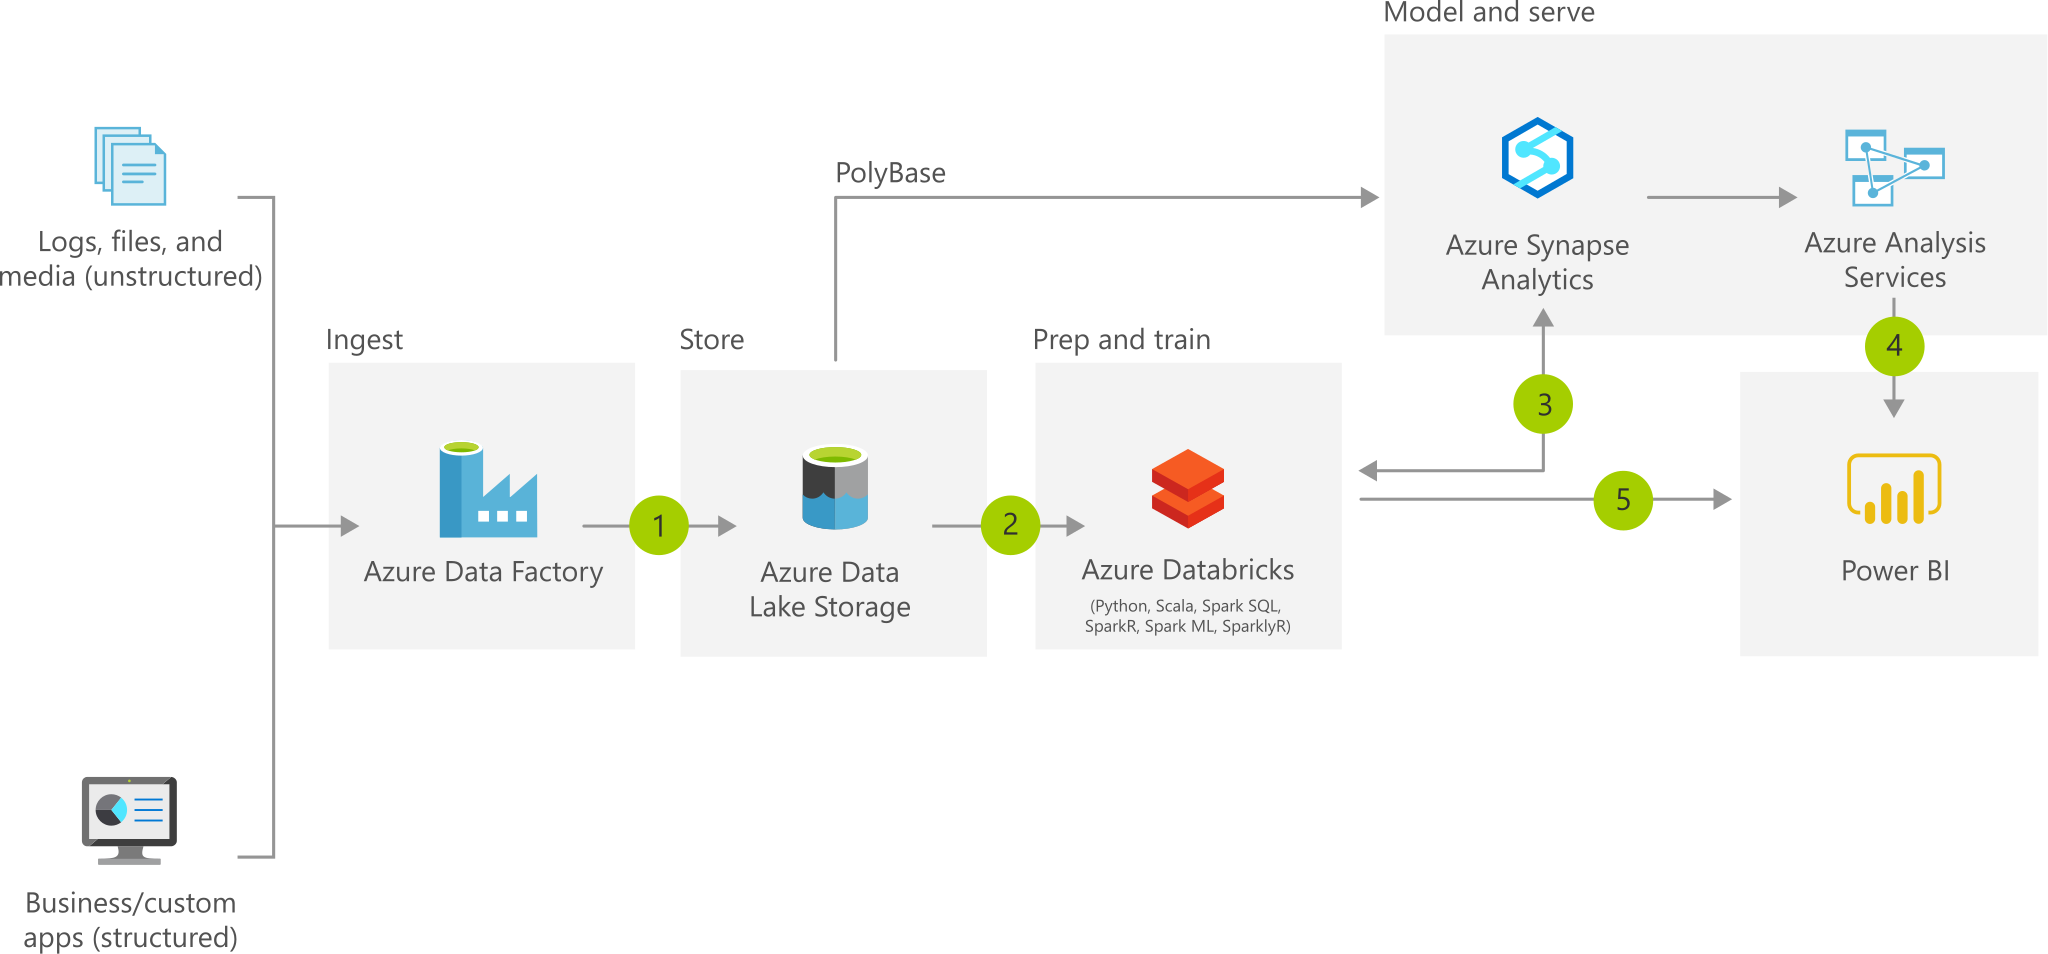 Model and serve
Logs, files, and
media (unstructured)
PolyBase
Azure Synapse
Analytics
Azure Analysis
Services
Ingest
Store
Prep and train
4
3
1
2
5
Azure Data Factory
Azure Data
Lake Storage
Azure Databricks
(Python, Scala, Spark SQL,
SparkR, Spark ML, SparklyR)
Power BI
Business/custom
apps (structured)